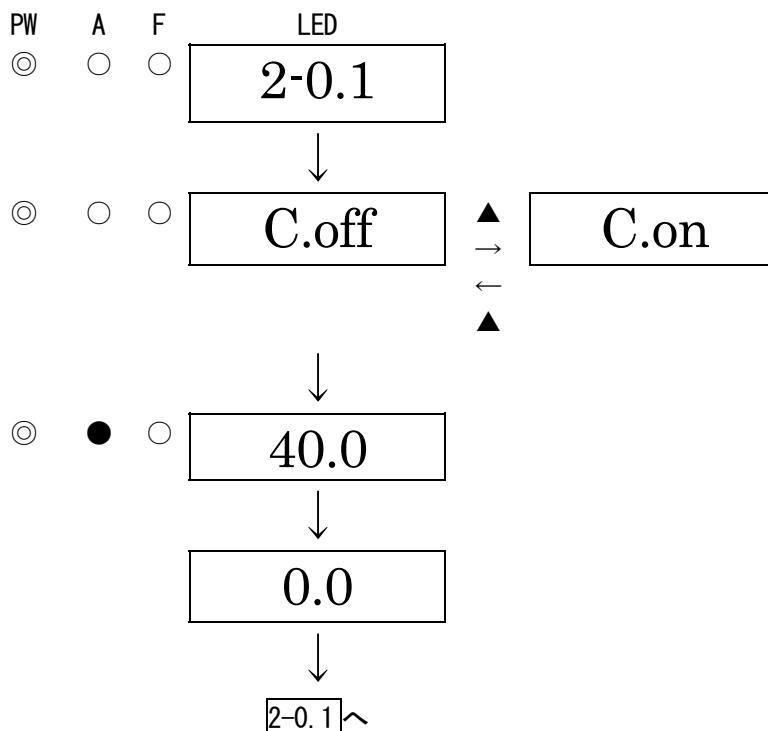 PW A F LED
◎ ○ ○ 2-0.1
↓
◎ ○ ○ C.off ▲ C.on
→
←
▲
↓
◎ ● ○ 40.0
↓
0.0
↓
2-0.1へ